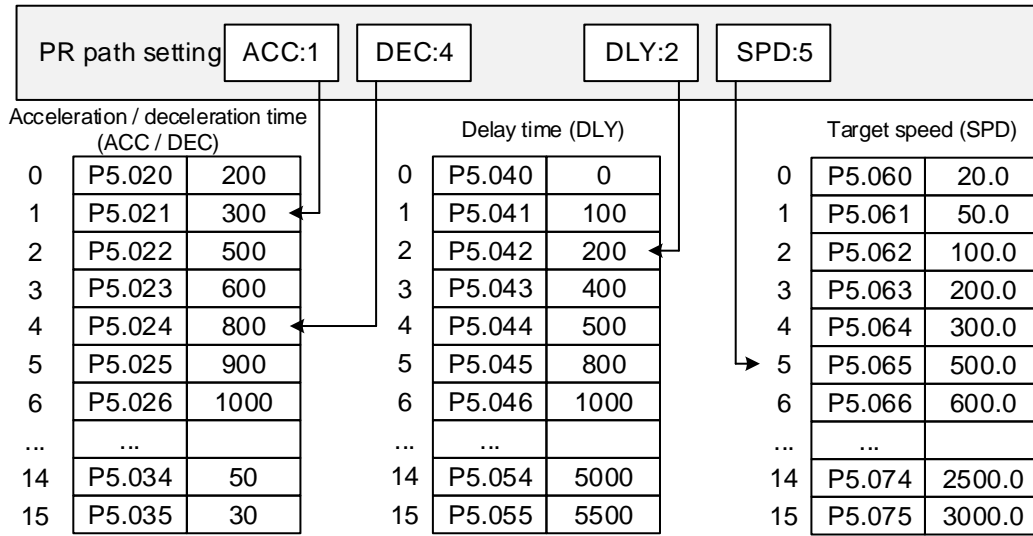 PR path setting ACC:1 DEC:4 DLY:2 SPD:5
Acceleration / deceleration time
(ACC / DEC)
0 P5.020 200
1 P5.021 300
2 P5.022 500
3 P5.023 600
4 P5.024 800
5 P5.025 900
6 P5.026 1000
... ...
14 P5.034 50
15 P5.035 30
Delay time (DLY)
0 P5.040 0
1 P5.041 100
2 P5.042 200
3 P5.043 400
4 P5.044 500
5 P5.045 800
6 P5.046 1000
... ...
14 P5.054 5000
15 P5.055 5500
Target speed (SPD)
0 P5.060 20.0
1 P5.061 50.0
2 P5.062 100.0
3 P5.063 200.0
4 P5.064 300.0
5 P5.065 500.0
6 P5.066 600.0
... ...
14 P5.074 2500.0
15 P5.075 3000.0